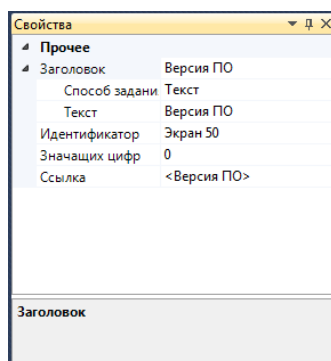 Свойства
Прочее
Заголовок Версия ПО
Способ задани Текст
Текст Версия ПО
Идентификатор Экран 50
Значащих цифр 0
Ссылка <Версия ПО>
Заголовок